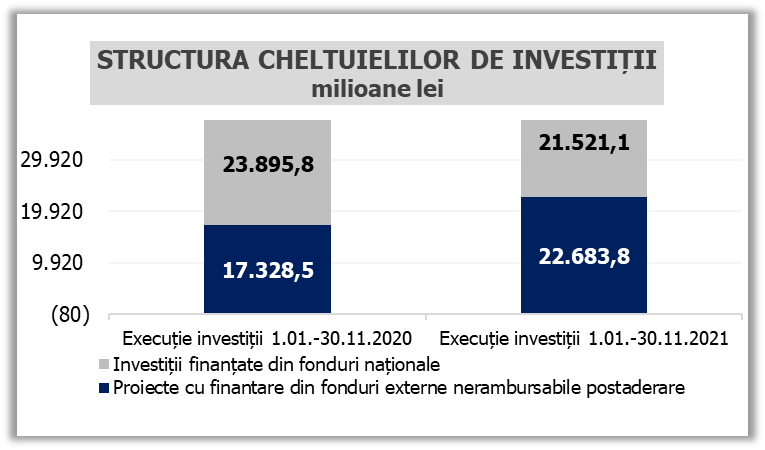 STRUCTURA CHELTUIELILOR DE INVESTIȚII
milioane lei
29.920
19.920
9.920
(80)
23.895,8
17.328,5
21.521,1
22.683,8
Execuție investiții 1.01.-30.11.2020
Execuție investiții 1.01.-30.11.2021
Investiții finanțate din fonduri naționale
Proiecte cu finantare din fonduri externe nerambursabile postaderare